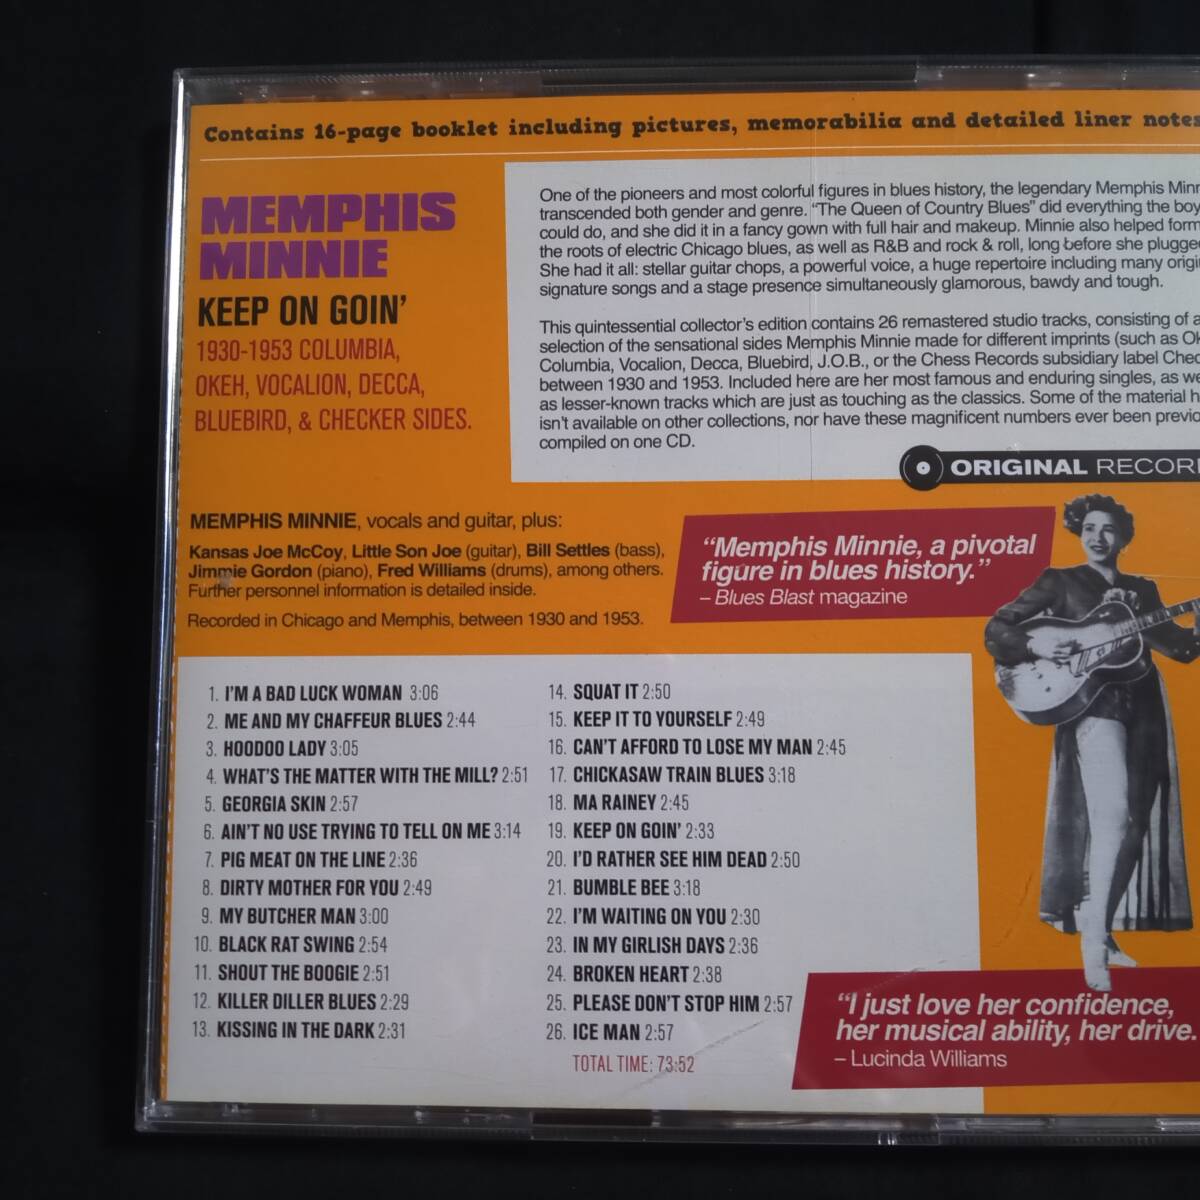 Contains 16-page booklet including pictures, memorabilia and detailed liner notes
MEMPHIS
MINNIE
KEEP ON GOIN'
1930-1953 COLUMBIA,
OKEH, VOCALION, DECCA,
BLUEBIRD, & CHECKER SIDES.
One of the pioneers and most colorful figures in blues history, the legendary Memphis
transcended both gender and genre. "The Queen of Country Blues" did everything the
could do, and she did it in a fancy gown with full hair and makeup. Minnie also helped
the roots of electric Chicago blues, as well as R&B and rock & roll, long before she
She had it all: stellar guitar chops, a powerful voice, a huge repertoire including many
signature songs and a stage presence simultaneously glamorous, bawdy and tough.
This quintessential collector's edition contains 26 remastered studio tracks, consisting of a
selection of the sensational sides Memphis Minnie made for different imprints (such as
Columbia, Vocalion, Decca, Bluebird, J.O.B., or the Chess Records subsidiary label
between 1930 and 1953. Included here are her most famous and enduring singles, as
as lesser-known tracks which are just as touching as the classics. Some of the material
isn't available on other collections, nor have these magnificent numbers ever been
compiled on one CD.
ORIGINAL
MEMPHIS MINNIE, vocals and guitar, plus:
Kansas Joe McCoy, Little Son Joe (guitar), Bill Settles (bass),
Jimmie Gordon (piano), Fred Williams (drums), among others.
Further personnel information is detailed inside.
Recorded in Chicago and Memphis, between 1930 and 1953.
"Memphis Minnie, a pivotal
figure in blues history."
– Blues Blast magazine
1. I'M A BAD LUCK WOMAN 3:06
2. ME AND MY CHAFFEUR BLUES 2:44
3. HOODOO LADY 3:05
4. WHAT'S THE MATTER WITH THE MILL? 2:51
5. GEORGIA SKIN 2:57
6. AIN'T NO USE TRYING TO TELL ON ME 3:14
7. PIG MEAT ON THE LINE 2:36
8. DIRTY MOTHER FOR YOU 2:49
9. MY BUTCHER MAN 3:00
10. BLACK RAT SWING 2:54
11. SHOUT THE BOOGIE 2:51
12. KILLER DILLER BLUES 2:29
13. KISSING IN THE DARK 2:31
14. SQUAT IT 2:50
15. KEEP IT TO YOURSELF 2:49
16. CAN'T AFFORD TO LOSE MY MAN 2:45
17. CHICKASAW TRAIN BLUES 3:18
18. MA RAINEY 2:45
19. KEEP ON GOIN' 2:33
20. I'D RATHER SEE HIM DEAD 2:50
21. BUMBLE BEE 3:18
22. I'M WAITING ON YOU 2:30
23. IN MY GIRLISH DAYS 2:36
24. BROKEN HEART 2:38
25. PLEASE DON'T STOP HIM 2:57
26. ICE MAN 2:57
TOTAL TIME: 73:52
"I just love her confidence,
her musical ability, her drive.
– Lucinda Williams